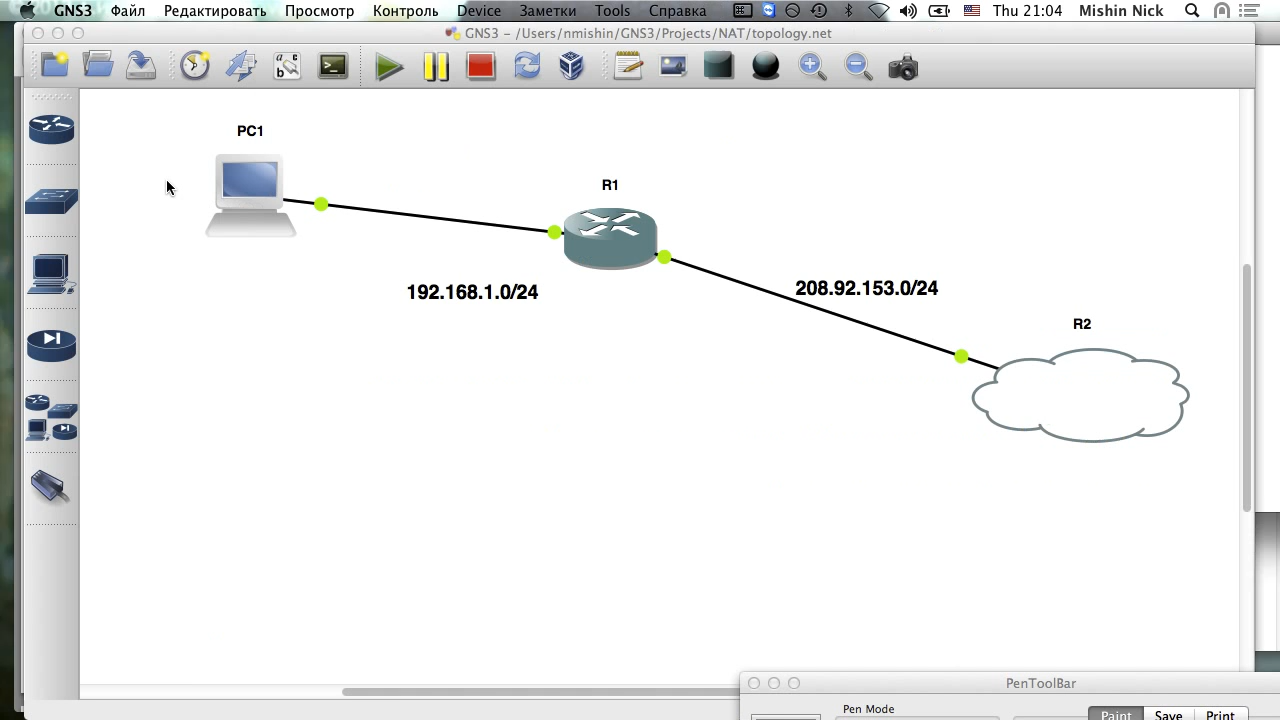 GNS3 Файл Редактировать Просмотр Контроль Device Заметки Tools Справка Thu 21:04 Mishin Nick
GNS3 – /Users/nmishin/GNS3/Projects/NAT/topology.net
PC1
R1
192.168.1.0/24
208.92.153.0/24
R2
PenToolBar
Pen Mode
Paint Save Print